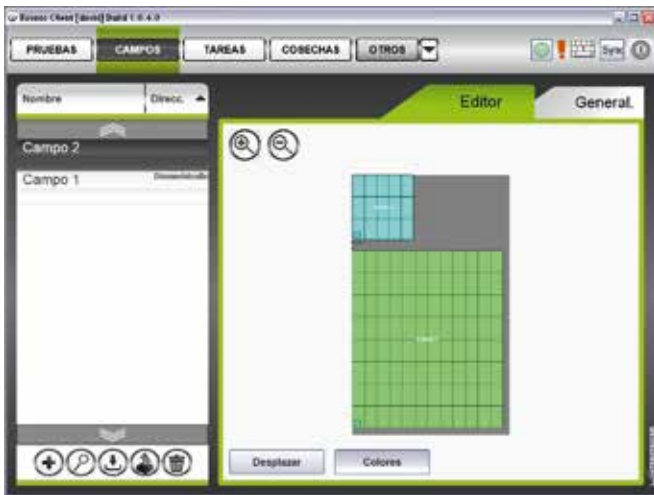 PRUEBAS CAMPOS TAREAS COSECHAS OTROS Sync
Editor General.
Nombre Direcc.
Campo 2
Campo 1
Desplazar Colores